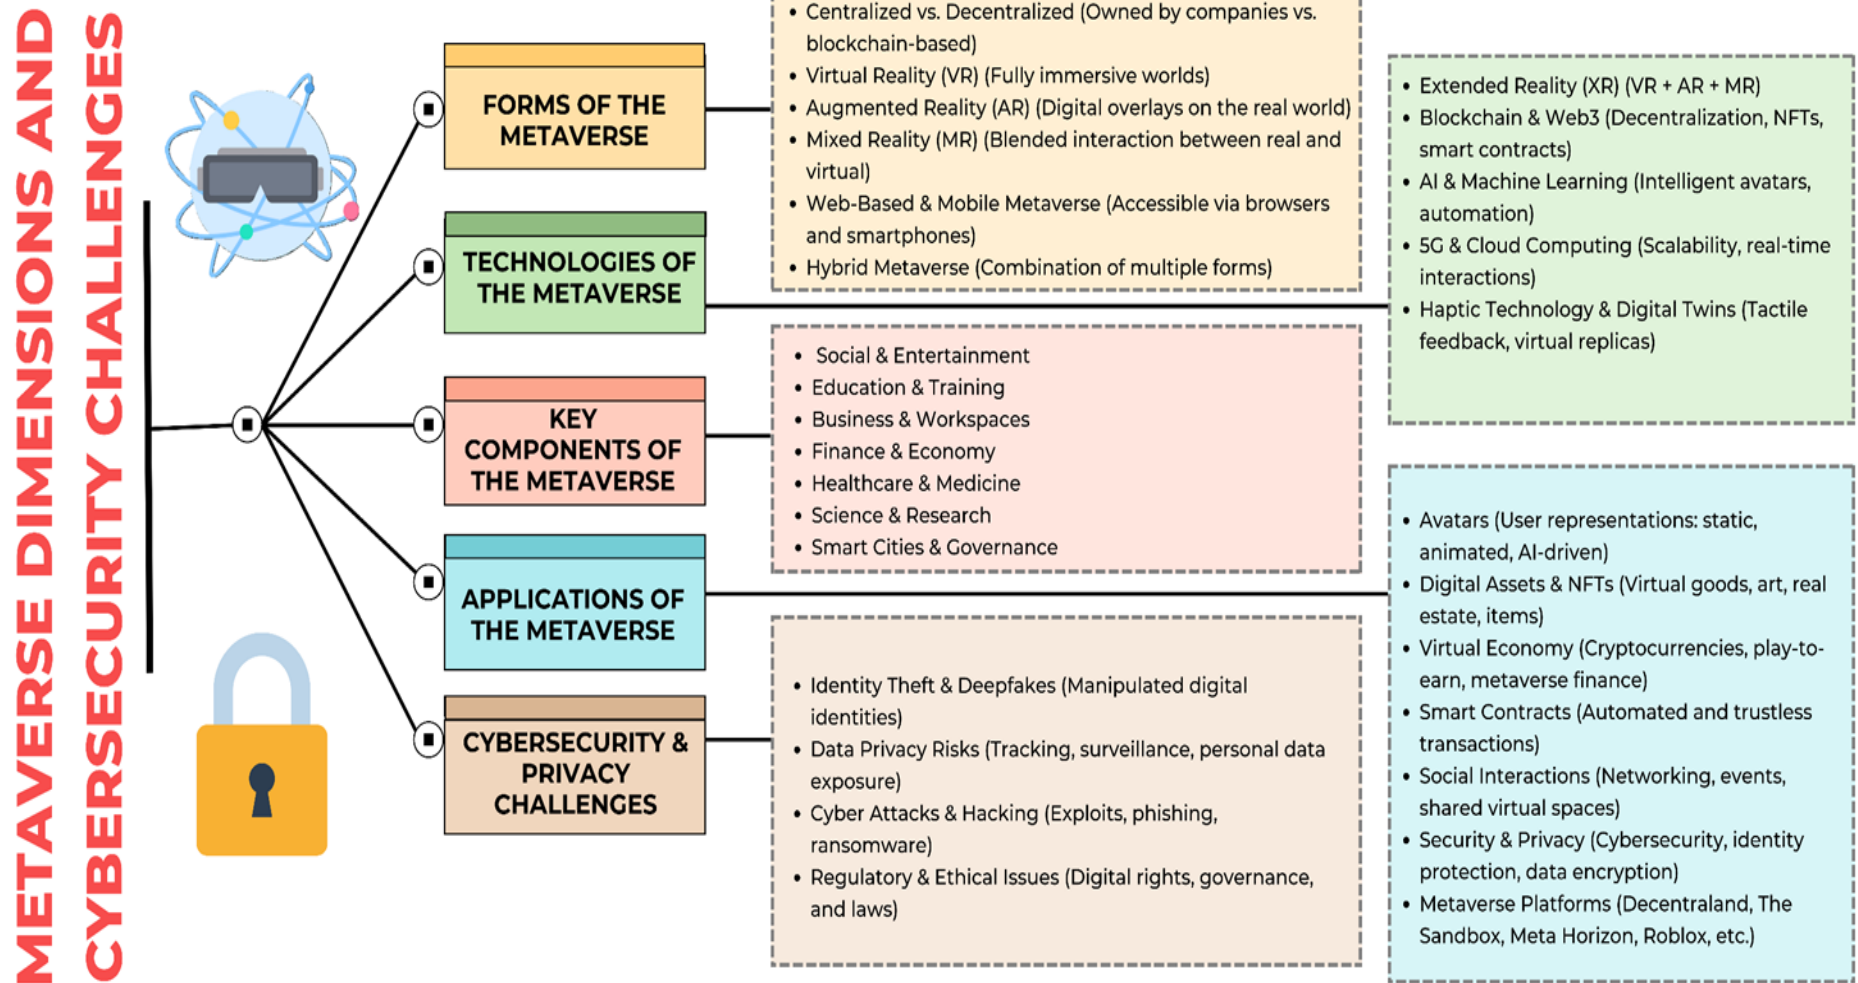 METAVERSE DIMENSIONS AND
CYBERSECURITY CHALLENGES
FORMS OF THE
METAVERSE
• Centralized vs. Decentralized (Owned by companies vs.
blockchain-based)
• Virtual Reality (VR) (Fully immersive worlds)
• Augmented Reality (AR) (Digital overlays on the real world)
• Mixed Reality (MR) (Blended interaction between real and
virtual)
• Web-Based & Mobile Metaverse (Accessible via browsers
and smartphones)
• Hybrid Metaverse (Combination of multiple forms)
TECHNOLOGIES OF
THE METAVERSE
• Extended Reality (XR) (VR + AR + MR)
• Blockchain & Web3 (Decentralization, NFTs,
smart contracts)
• AI & Machine Learning (Intelligent avatars,
automation)
• 5G & Cloud Computing (Scalability, real-time
interactions)
• Haptic Technology & Digital Twins (Tactile
feedback, virtual replicas)
KEY
COMPONENTS OF
THE METAVERSE
• Social & Entertainment
• Education & Training
• Business & Workspaces
• Finance & Economy
• Healthcare & Medicine
• Science & Research
• Smart Cities & Governance
APPLICATIONS OF
THE METAVERSE
• Avatars (User representations: static,
animated, AI-driven)
• Digital Assets & NFTs (Virtual goods, art, real
estate, items)
• Virtual Economy (Cryptocurrencies, play-to-
earn, metaverse finance)
• Smart Contracts (Automated and trustless
transactions)
• Social Interactions (Networking, events,
shared virtual spaces)
• Security & Privacy (Cybersecurity, identity
protection, data encryption)
• Metaverse Platforms (Decentraland, The
Sandbox, Meta Horizon, Roblox, etc.)
CYBERSECURITY &
PRIVACY
CHALLENGES
• Identity Theft & Deepfakes (Manipulated digital
identities)
• Data Privacy Risks (Tracking, surveillance, personal data
exposure)
• Cyber Attacks & Hacking (Exploits, phishing,
ransomware)
• Regulatory & Ethical Issues (Digital rights, governance,
and laws)